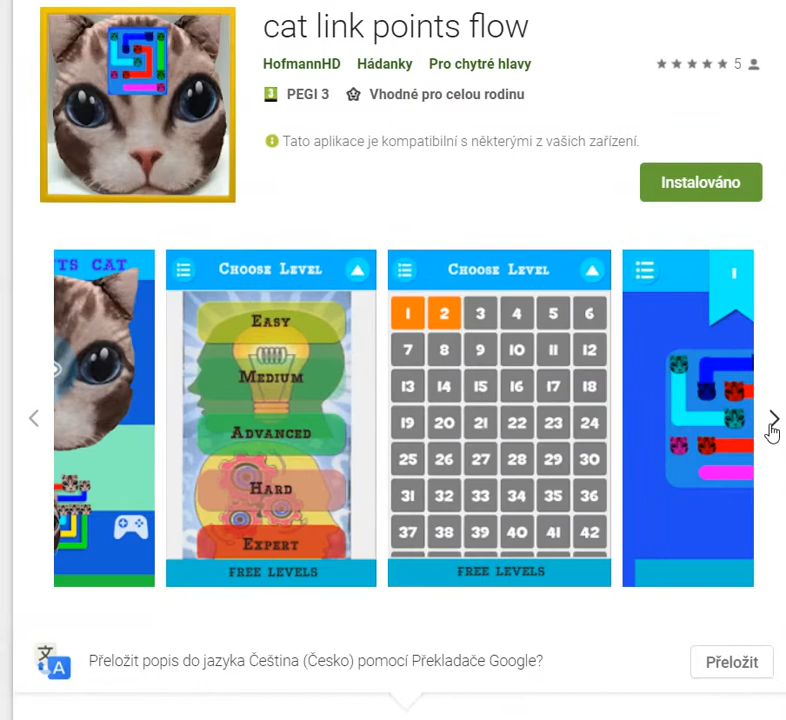 cat link points flow
HofmannHD Hádanky Pro chytré hlavy
5
3 PEGI 3 Vhodné pro celou rodinu
Tato aplikace je kompatibilní s některými z vašich zařízení.
Instalováno
TS CAT
CHOOSE LEVEL
EASY
MEDIUM
ADVANCED
HARD
EXPERT
FREE LEVELS
CHOOSE LEVEL
1 2 3 4 5 6
7 8 9 10 11 12
13 14 15 16 17 18
19 20 21 22 23 24
25 26 27 28 29 30
31 32 33 34 35 36
37 38 39 40 41 42
FREE LEVELS
1
文 A
Přeložit popis do jazyka Čeština (Česko) pomocí Překladače Google?
Přeložit